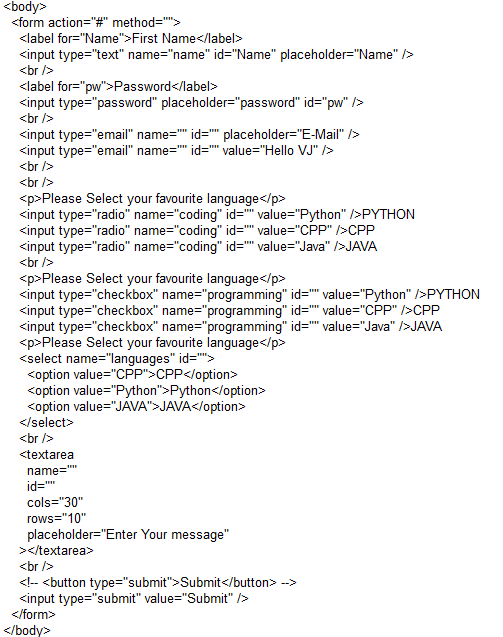 <body>
<form action="#" method="">
<label for="Name">First Name</label>
<input type="text" name="name" id="Name" placeholder="Name" />
<br />
<label for="pw">Password</label>
<input type="password" placeholder="password" id="pw" />
<br />
<input type="email" name="" id="" placeholder="E-Mail" />
<input type="email" name="" id="" value="Hello VJ" />
<br />
<br />
<p>Please Select your favourite language</p>
<input type="radio" name="coding" id="" value="Python" />PYTHON
<input type="radio" name="coding" id="" value="CPP" />CPP
<input type="radio" name="coding" id="" value="Java" />JAVA
<br />
<p>Please Select your favourite language</p>
<input type="checkbox" name="programming" id="" value="Python" />PYTHON
<input type="checkbox" name="programming" id="" value="CPP" />CPP
<input type="checkbox" name="programming" id="" value="Java" />JAVA
<p>Please Select your favourite language</p>
<select name="languages" id="">
<option value="CPP">CPP</option>
<option value="Python">Python</option>
<option value="JAVA">JAVA</option>
</select>
<br />
<textarea
name=""
id=""
cols="30"
rows="10"
placeholder="Enter Your message"
></textarea>
<br />
<!-- <button type="submit">Submit</button> -->
<input type="submit" value="Submit" />
</form>
</body>